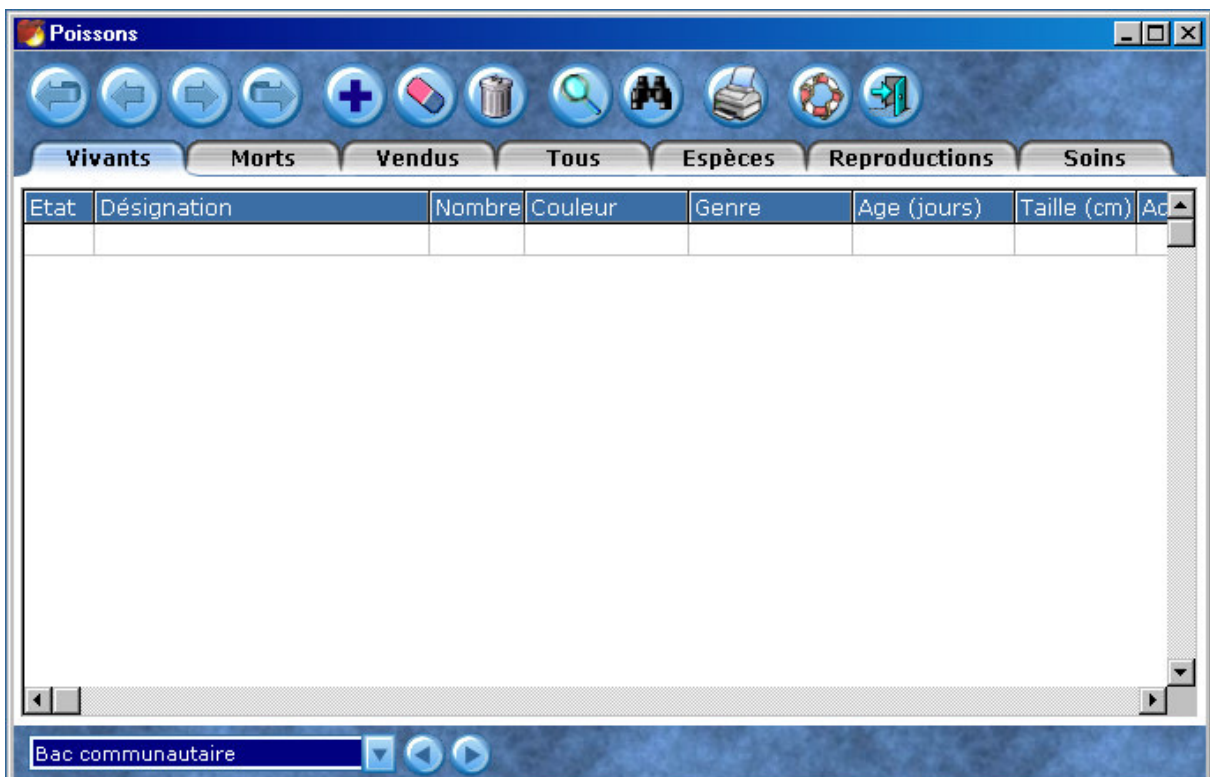 Poissons
Vivants Morts Vendus Tous Espèces Reproductions Soins
Etat Désignation Nombre Couleur Genre Age (jours) Taille (cm)
Bac communautaire